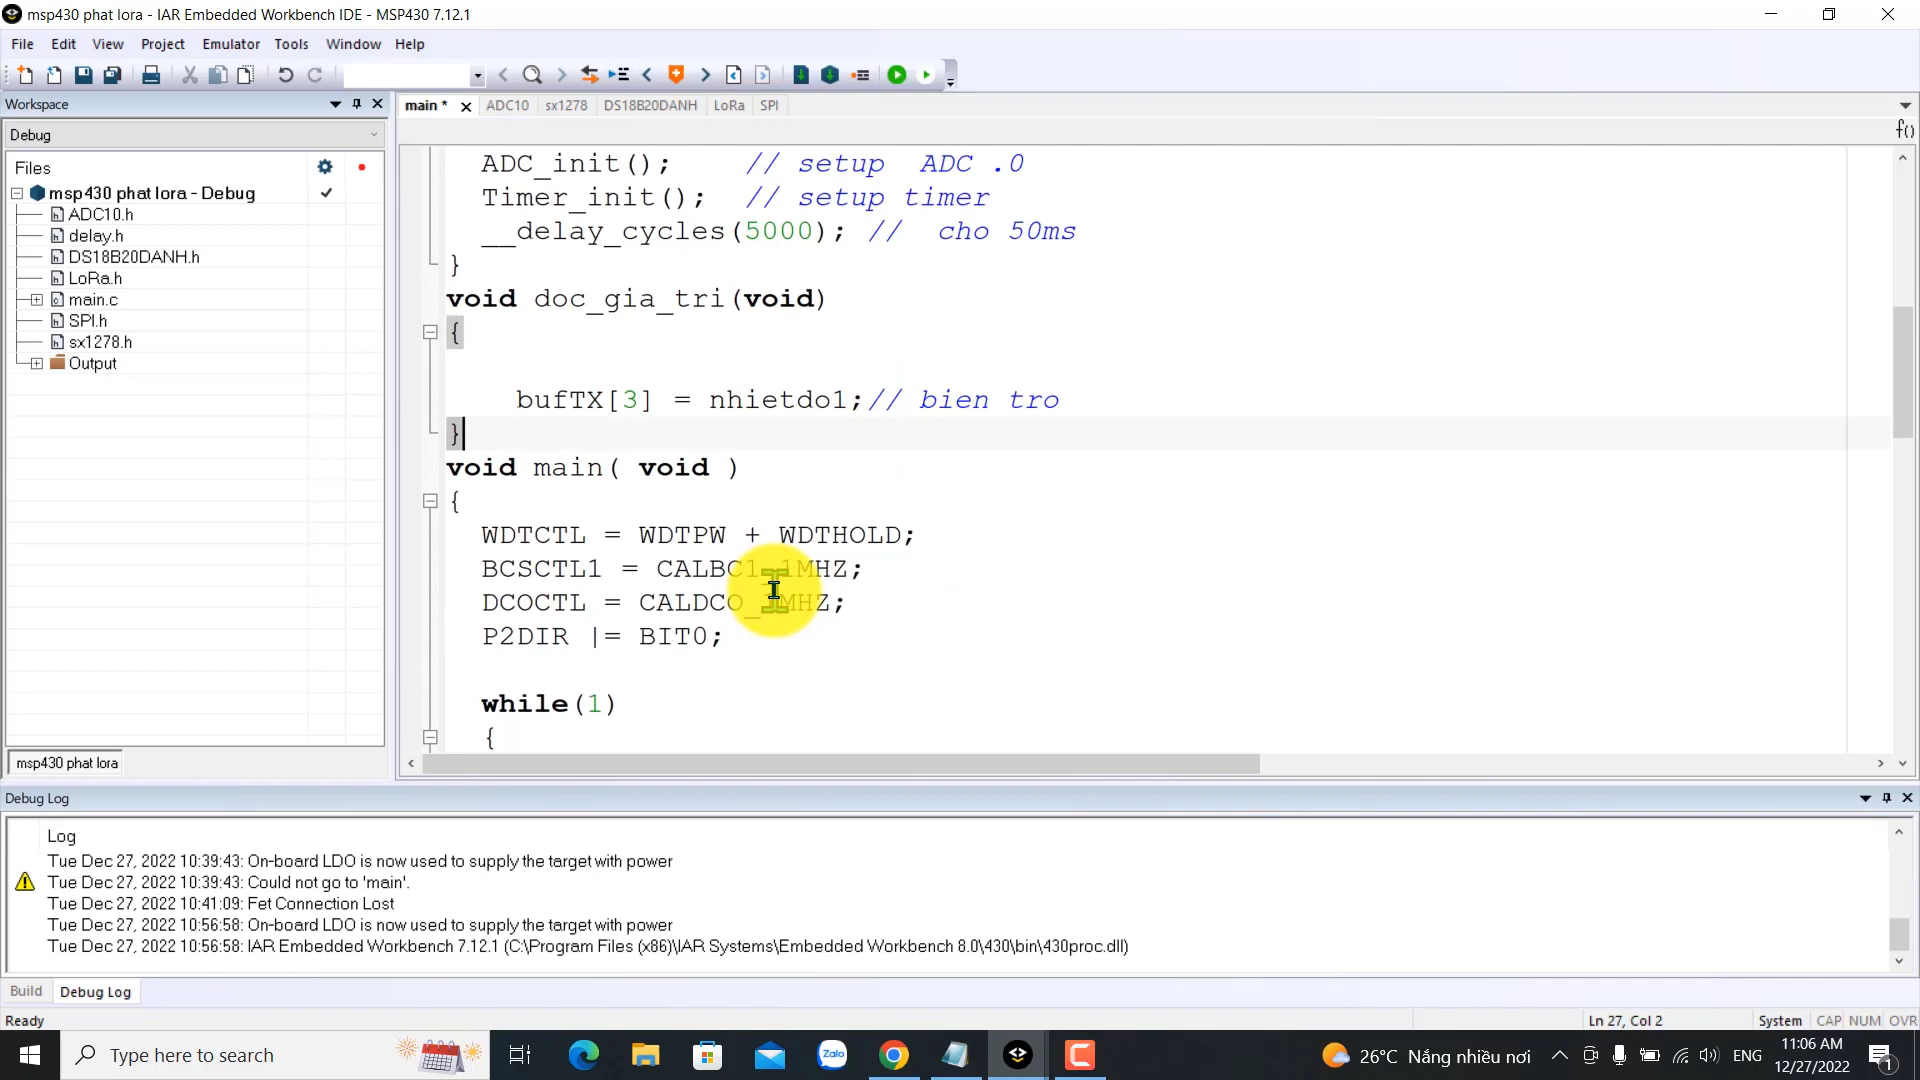 msp430 phat lora - IAR Embedded Workbench IDE - MSP430 7.12.1
File Edit View Project Emulator Tools Window Help
Workspace
main * ADC10 sx1278 DS18B20DANH LoRa SPI
Debug
f()
Files
msp430 phat lora - Debug
ADC10.h
delay.h
DS18B20DANH.h
LoRa.h
main.c
SPI.h
sx1278.h
Output
msp430 phat lora
ADC_init(); // setup ADC .0
Timer_init(); // setup timer
__delay_cycles(5000); // cho 50ms
}
void doc_gia_tri(void)
{
bufTX[3] = nhietdo1;// bien tro
}
void main( void )
{
WDTCTL = WDTPW + WDTHOLD;
BCSCTL1 = CALBC1_1MHZ;
DCOCTL = CALDCO_1MHZ;
P2DIR |= BIT0;
while(1)
{
Debug Log
Log
Tue Dec 27, 2022 10:39:43: On-board LDO is now used to supply the target with power
Tue Dec 27, 2022 10:39:43: Could not go to 'main'.
Tue Dec 27, 2022 10:41:09: Fet Connection Lost
Tue Dec 27, 2022 10:56:58: On-board LDO is now used to supply the target with power
Tue Dec 27, 2022 10:56:58: IAR Embedded Workbench 7.12.1 (C:\Program Files (x86)\IAR Systems\Embedded Workbench 8.0\430\bin\430proc.dll)
Build Debug Log
Ready Ln 27, Col 2 System CAP NUM OVR
Type here to search Zalo 26°C Nắng nhiều nơi ENG 11:06 AM
12/27/2022 1